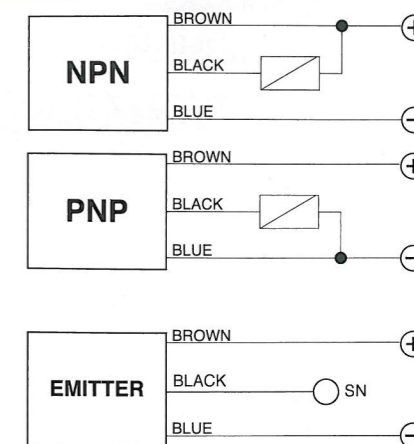 BROWN
NPN
BLACK
BLUE
BROWN
PNP
BLACK
BLUE
BROWN
EMITTER
BLACK
SN
BLUE